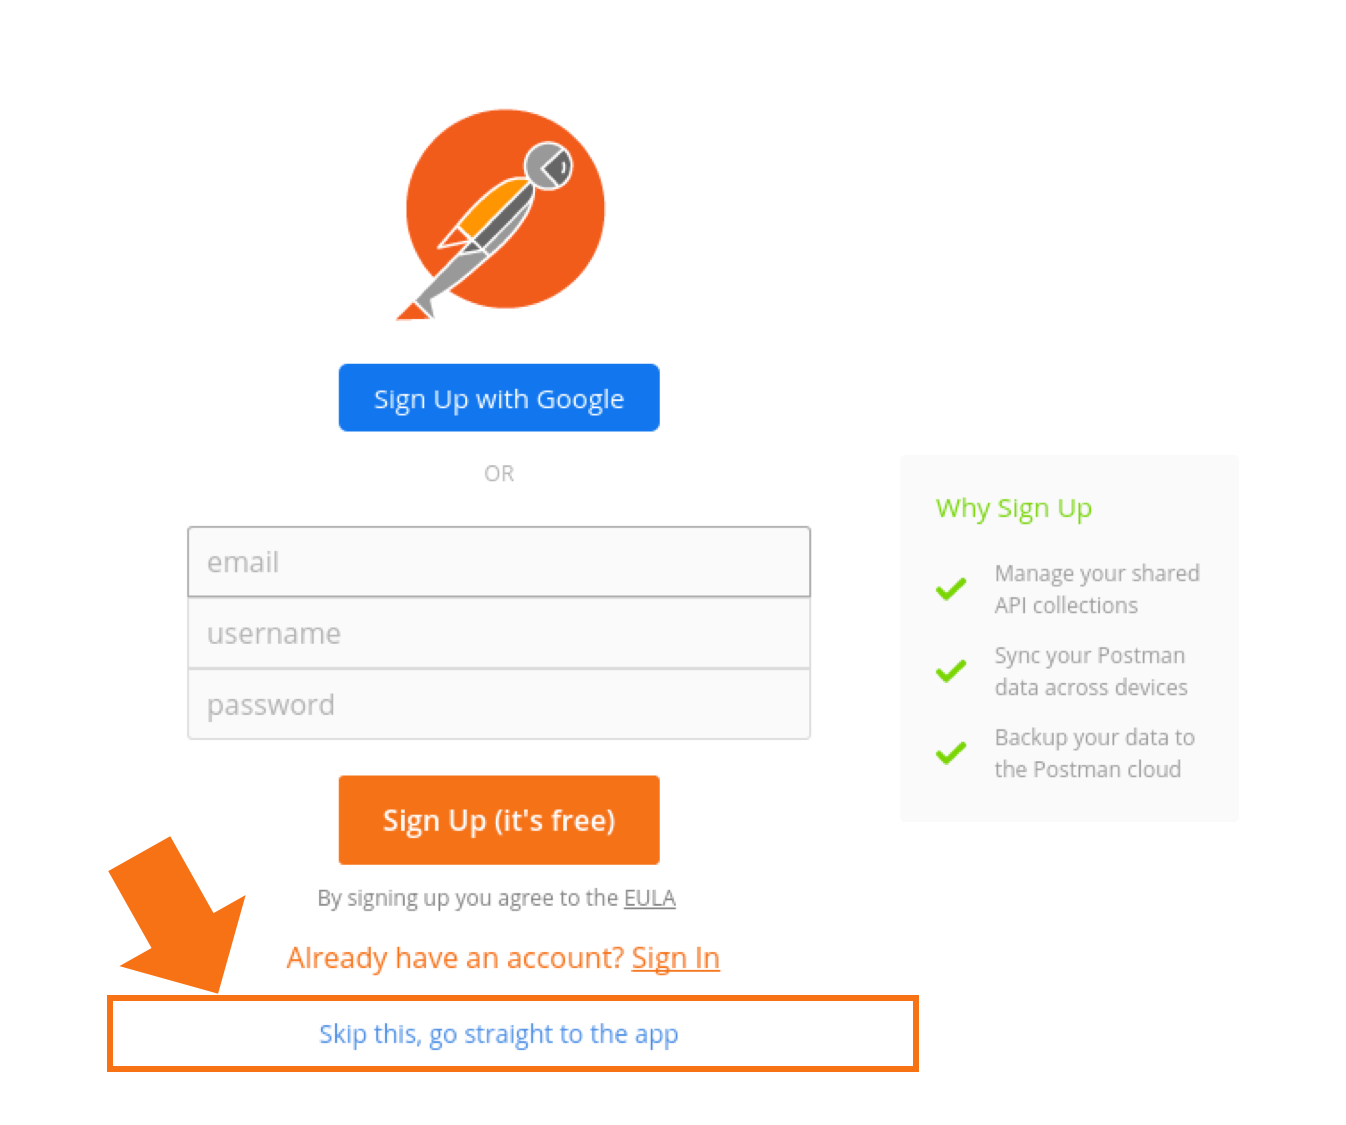 Sign Up with Google
OR
email
username
password
Sign Up (it's free)
By signing up you agree to the EULA
Already have an account? Sign In
Skip this, go straight to the app
Why Sign Up
Manage your shared
API collections
Sync your Postman
data across devices
Backup your data to
the Postman cloud